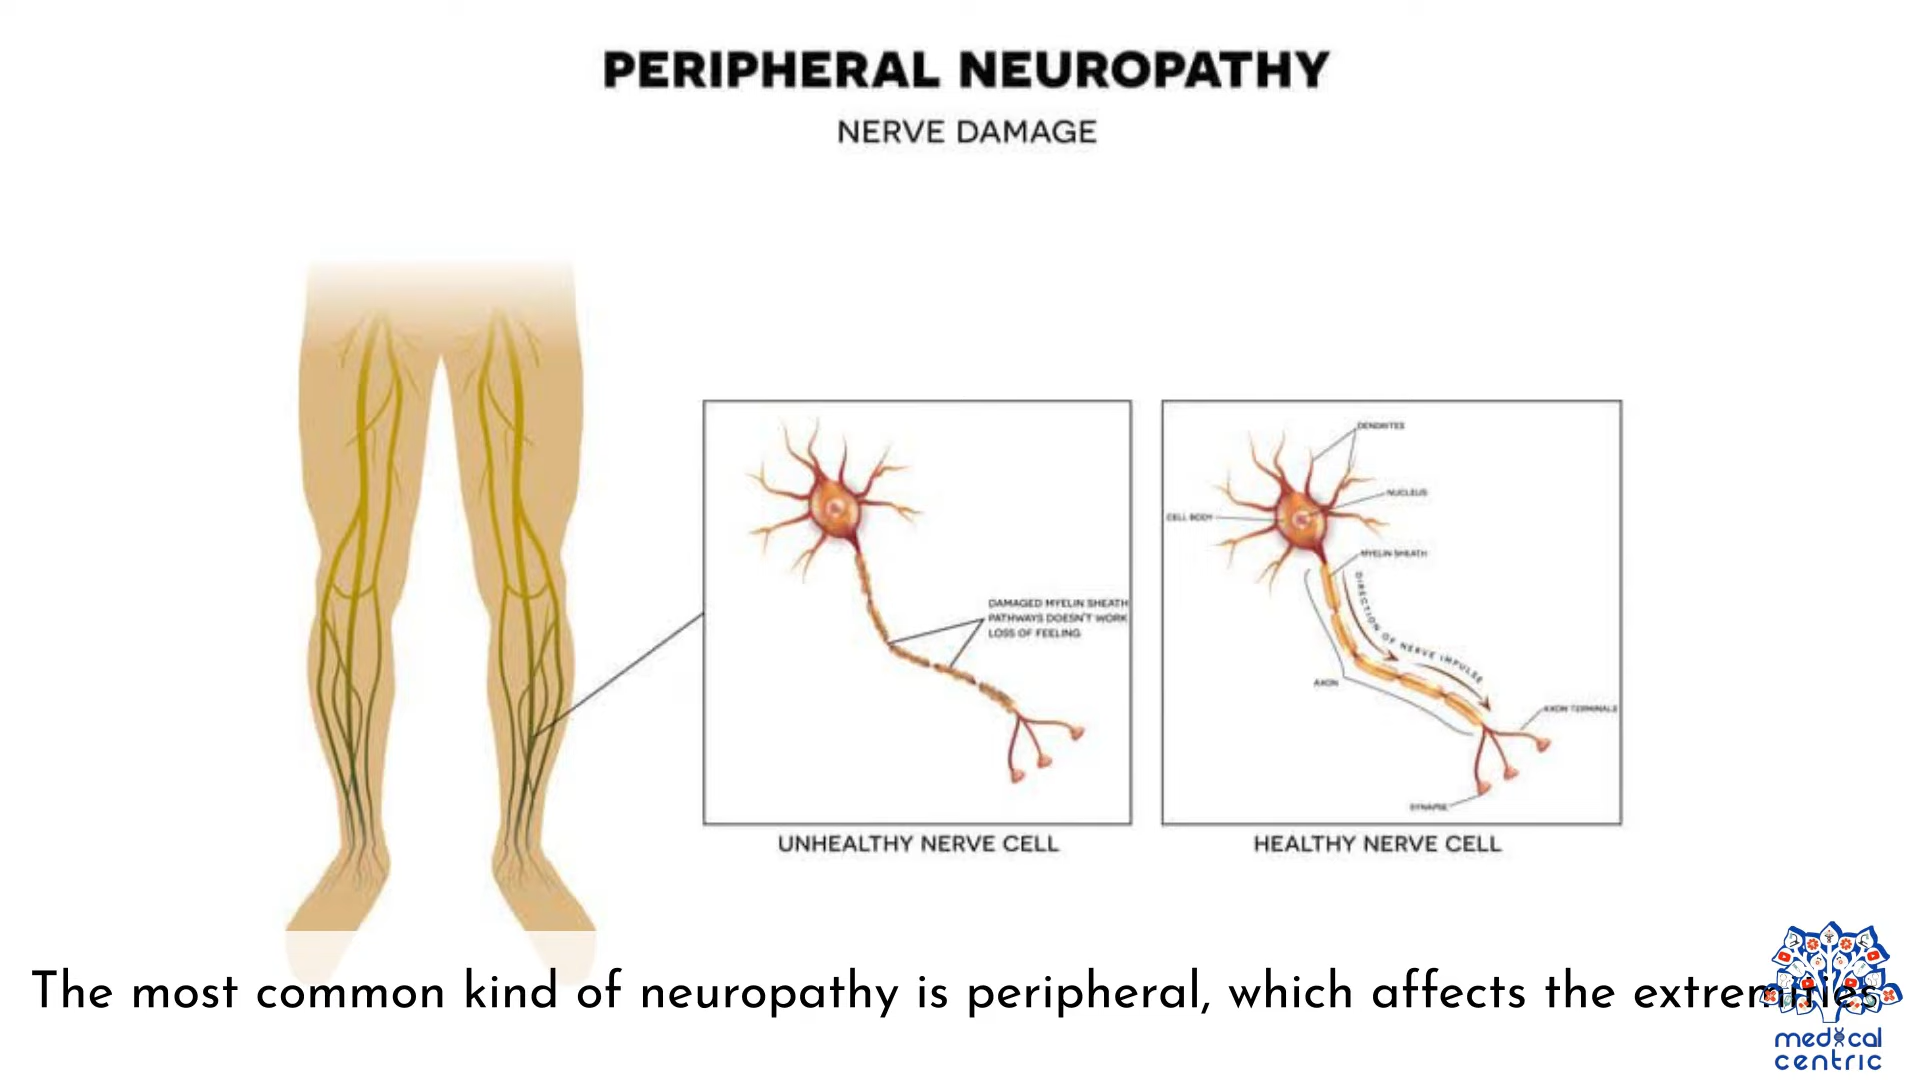 PERIPHERAL NEUROPATHY
NERVE DAMAGE
DAMAGED MYELIN SHEATH
PATHWAYS DOESN'T WORK
LOSS OF FEELING
UNHEALTHY NERVE CELL
DENDRITES
NUCLEUS
CELL BODY
MYELIN SHEATH
DIRECTION OF NERVE IMPULSE
AXON
AXON TERMINALS
SYNAPSE
HEALTHY NERVE CELL
The most common kind of neuropathy is peripheral, which affects the extremities
medical
centric